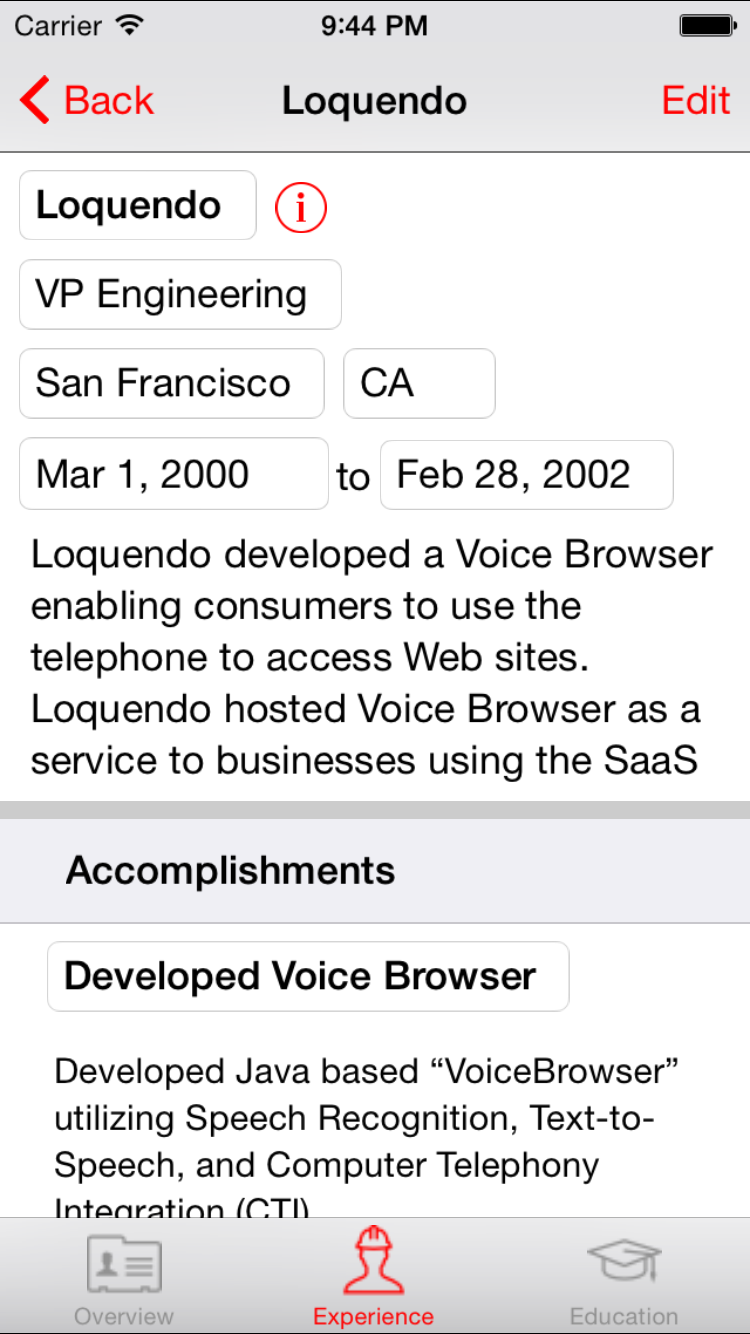 Carrier 9:44 PM
Back Loquendo Edit
Loquendo i
VP Engineering
San Francisco CA
Mar 1, 2000 to Feb 28, 2002
Loquendo developed a Voice Browser
enabling consumers to use the
telephone to access Web sites.
Loquendo hosted Voice Browser as a
service to businesses using the SaaS
Accomplishments
Developed Voice Browser
Developed Java based “VoiceBrowser”
utilizing Speech Recognition, Text-to-
Speech, and Computer Telephony
Integration (CTI)
Overview Experience Education